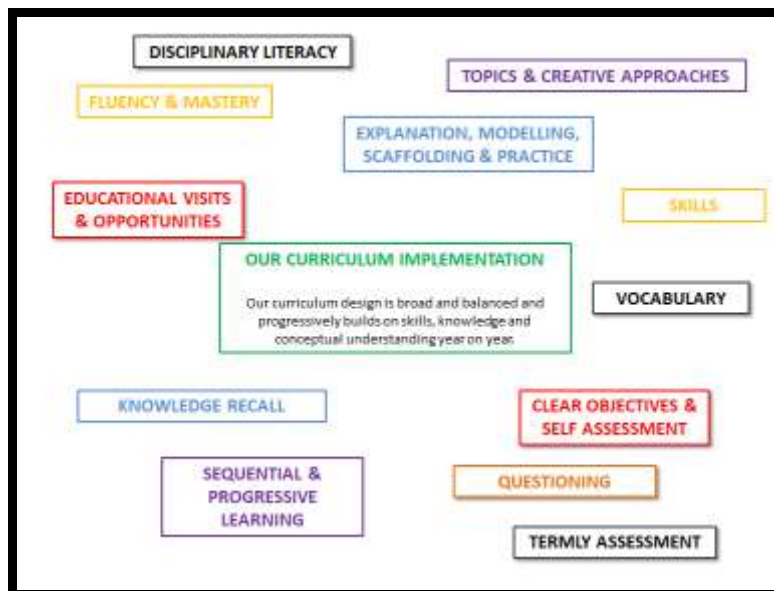 DISCIPLINARY LITERACY
TOPICS & CREATIVE APPROACHES
FLUENCY & MASTERY
EXPLANATION, MODELLING,
SCAFFOLDING & PRACTICE
EDUCATIONAL VISITS
& OPPORTUNITIES
SKILLS
OUR CURRICULUM IMPLEMENTATION
Our curriculum design is broad and balanced and
progressively builds on skills, knowledge and
conceptual understanding year on year.
VOCABULARY
KNOWLEDGE RECALL
CLEAR OBJECTIVES &
SELF ASSESSMENT
SEQUENTIAL &
PROGRESSIVE
LEARNING
QUESTIONING
TERMLY ASSESSMENT